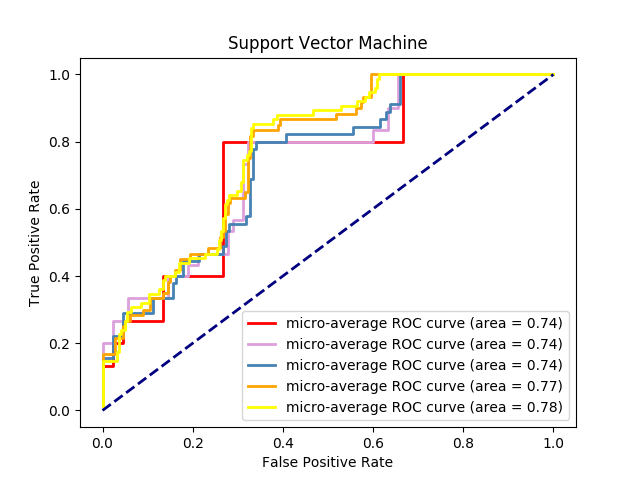 Support Vector Machine
True Positive Rate
1.0
0.8
0.6
0.4
0.2
0.0
micro-average ROC curve (area = 0.74)
micro-average ROC curve (area = 0.74)
micro-average ROC curve (area = 0.74)
micro-average ROC curve (area = 0.77)
micro-average ROC curve (area = 0.78)
0.0 0.2 0.4 0.6 0.8 1.0
False Positive Rate